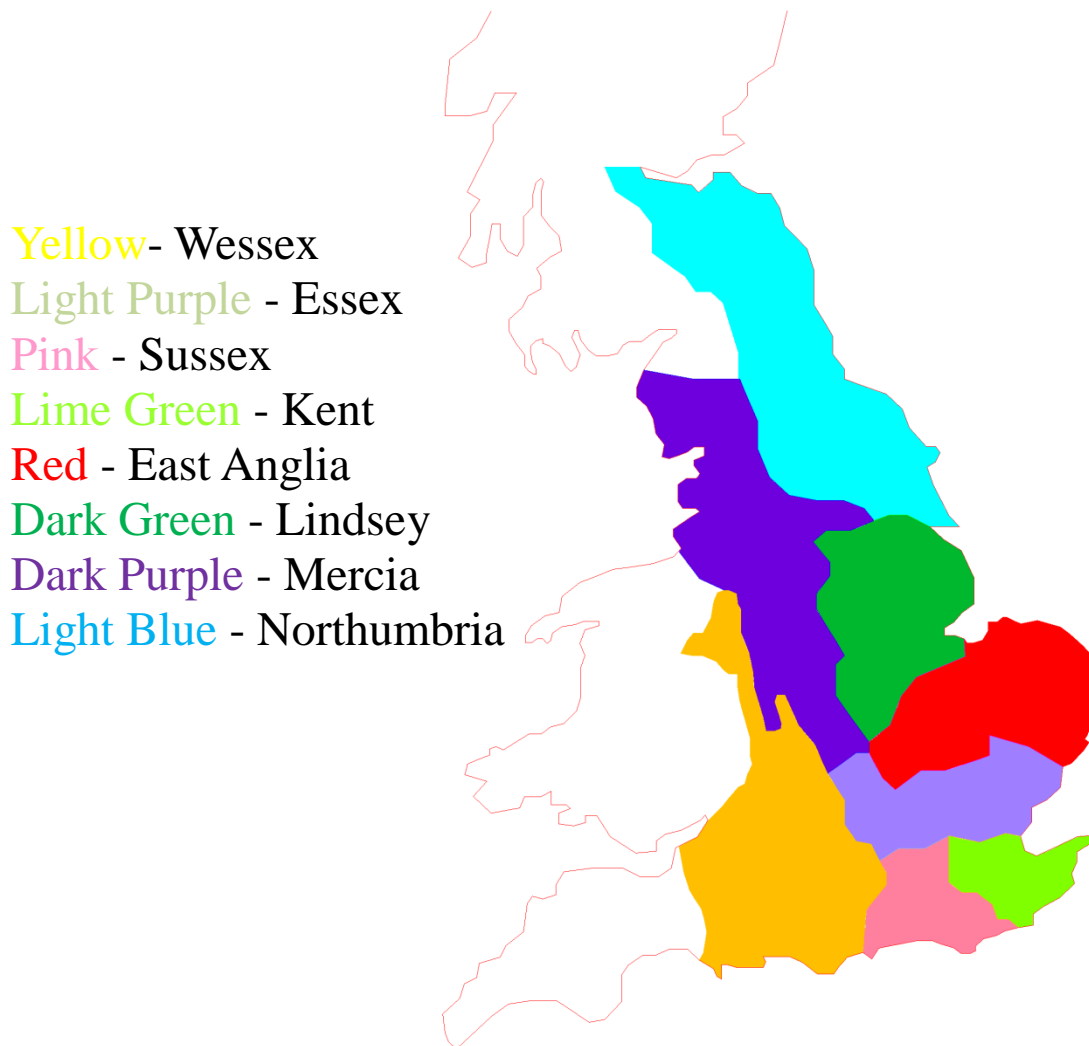 Yellow- Wessex
Light Purple - Essex
Pink - Sussex
Lime Green - Kent
Red - East Anglia
Dark Green - Lindsey
Dark Purple - Mercia
Light Blue - Northumbria